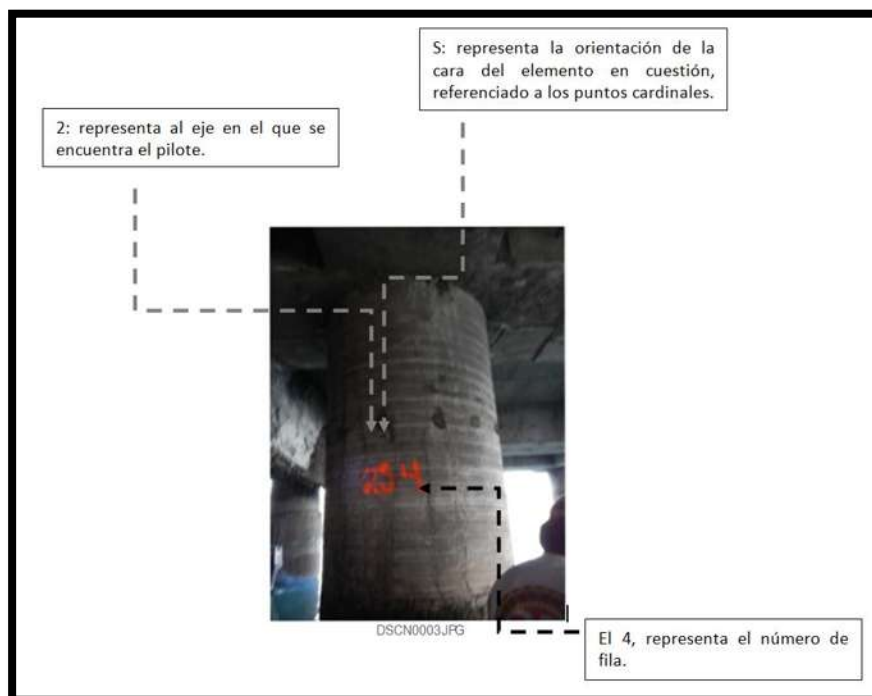 S: representa la orientación de la
cara del elemento en cuestión,
referenciado a los puntos cardinales.
2: representa al eje en el que se
encuentra el pilote.
2S4
DSCN0003.JPG
El 4, representa el número de
fila.